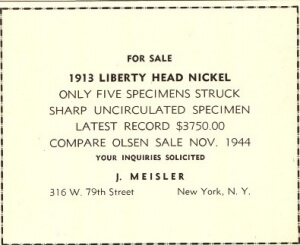 FOR SALE
1913 LIBERTY HEAD NICKEL
ONLY FIVE SPECIMENS STRUCK
SHARP UNCIRCULATED SPECIMEN
LATEST RECORD $3750.00
COMPARE OLSEN SALE NOV. 1944
YOUR INQUIRIES SOLICITED
J. MEISLER
316 W. 79th Street New York, N. Y.